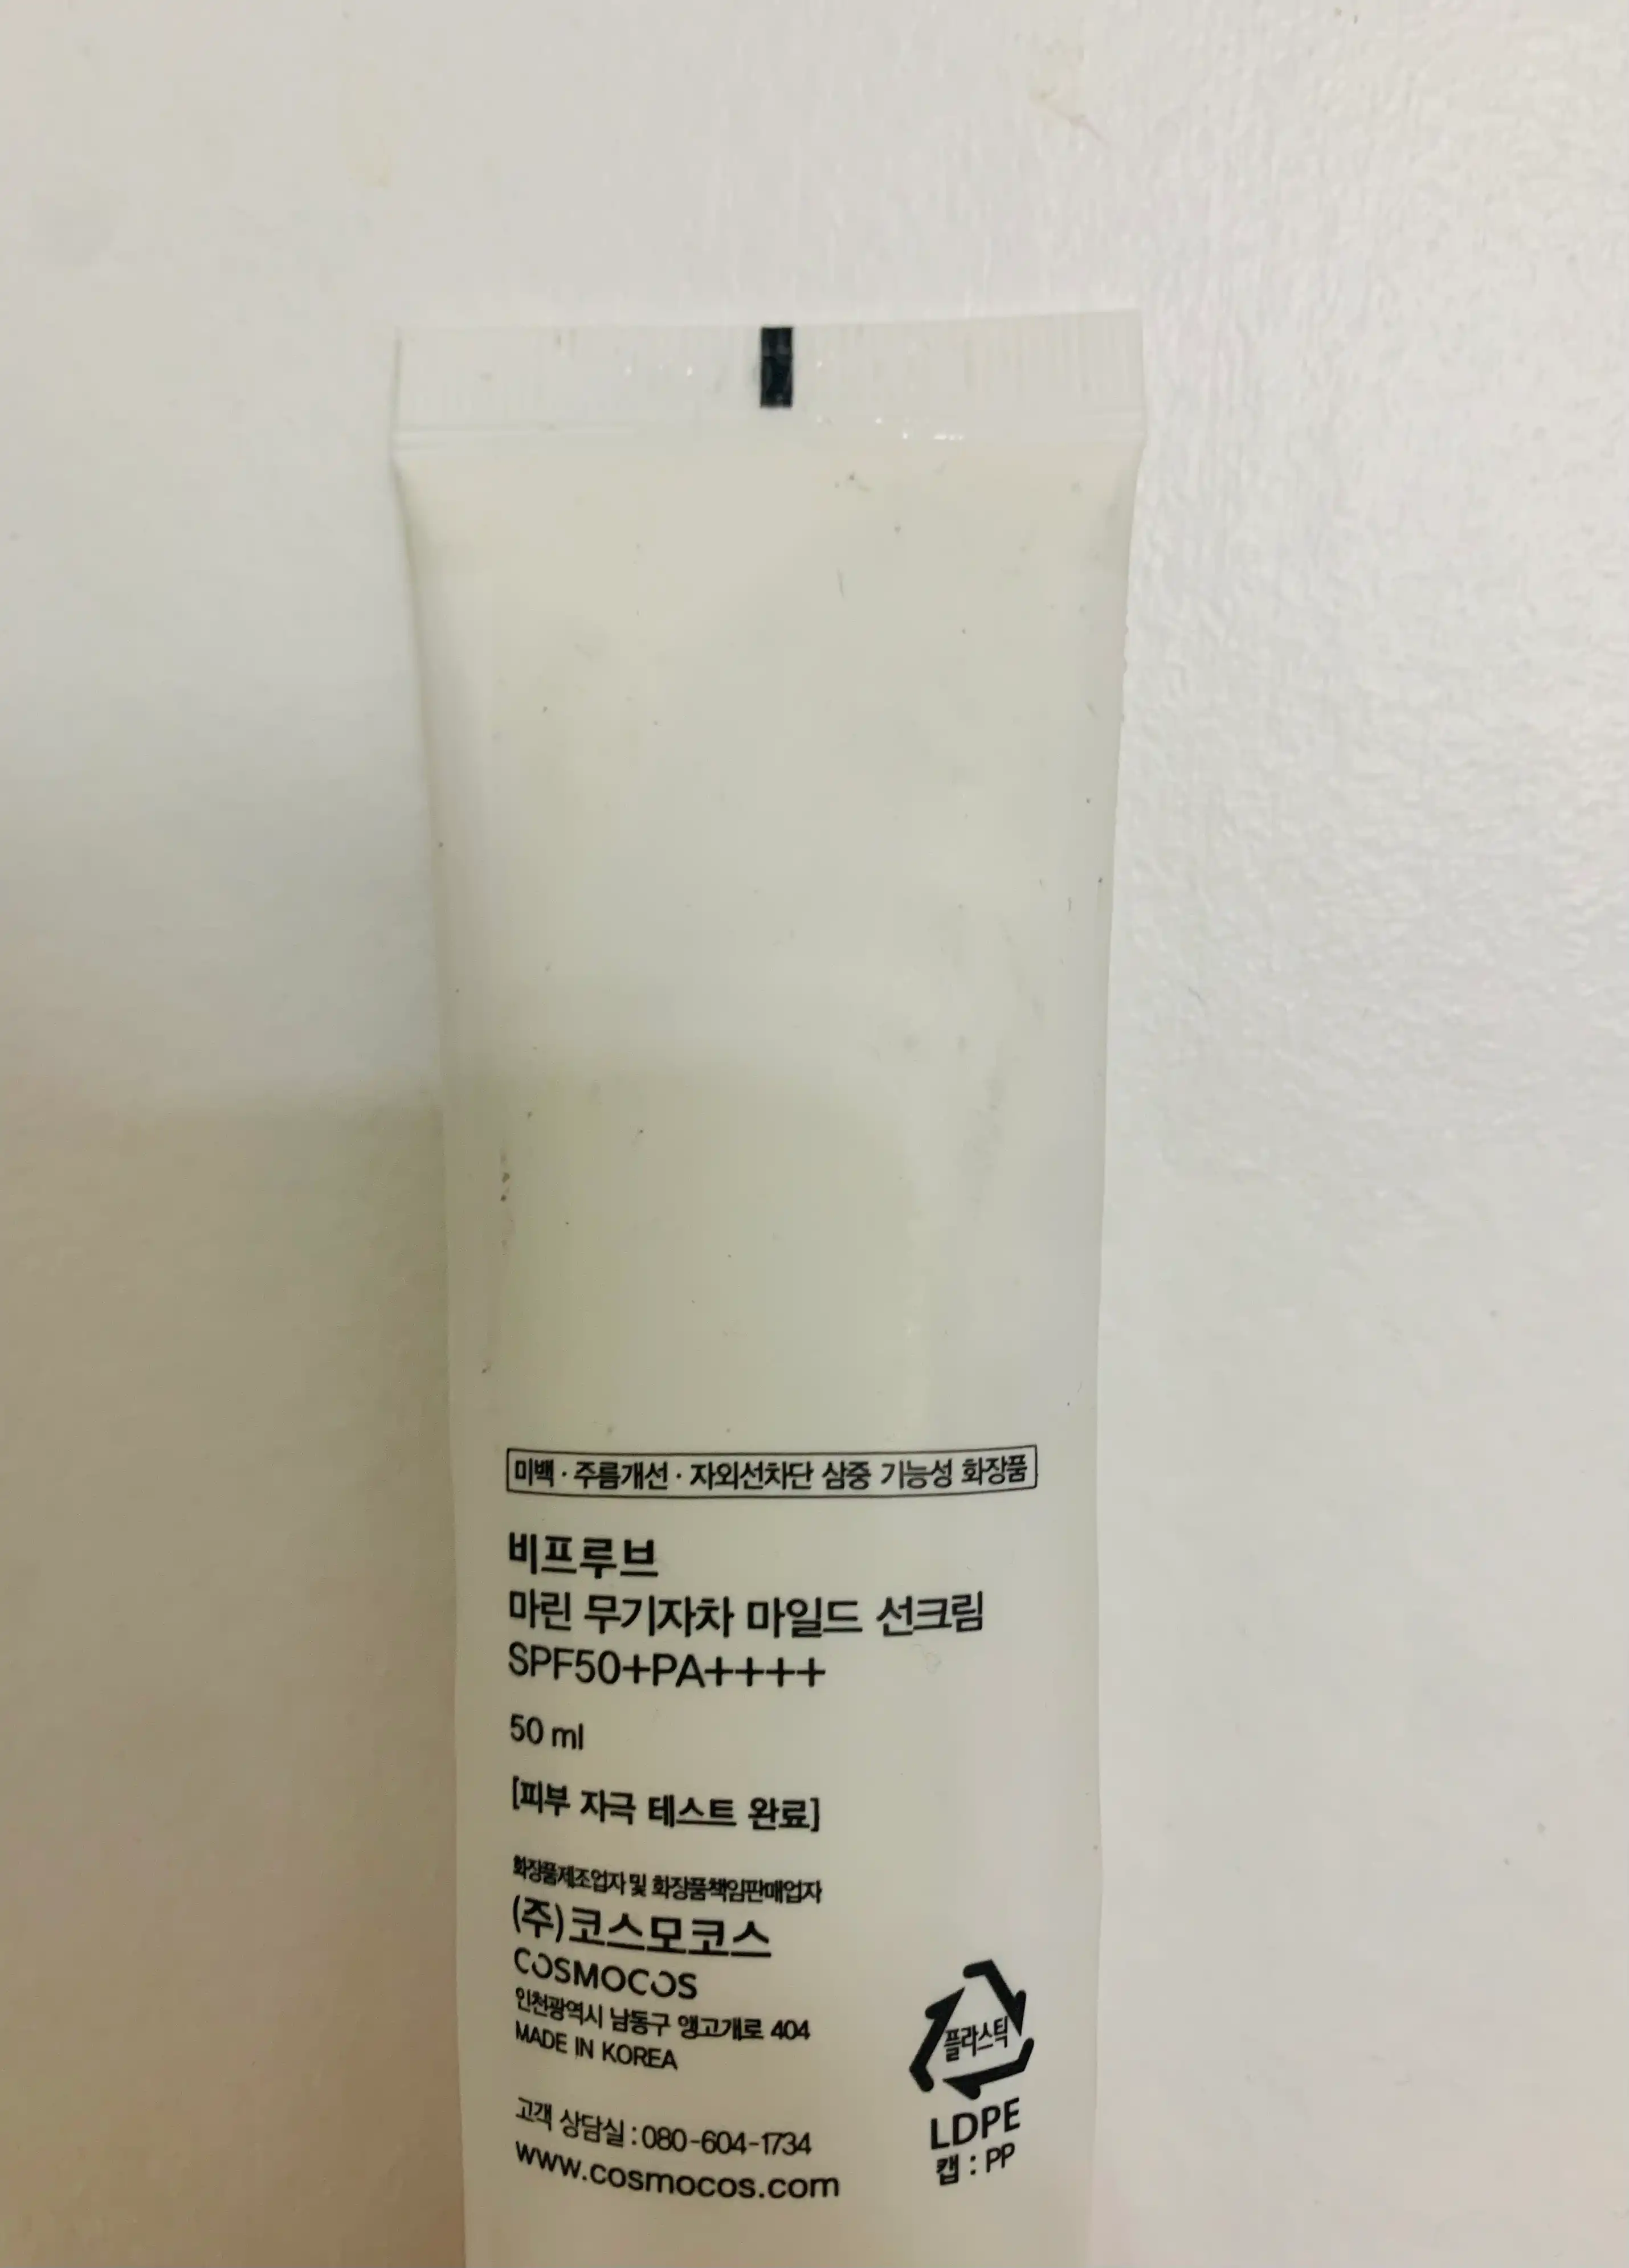 미백 · 주름개선 · 자외선차단 삼중 기능성 화장품
비프루브
마린 무기자차 마일드 선크림
SPF50+PA++++
50 ml
[피부 자극 테스트 완료]
화장품제조업자 및 화장품책임판매업자
(주)코스모코스
COSMOCOS
인천광역시 남동구 앵고개로 404
MADE IN KOREA
고객 상담실 : 080-604-1734
www.cosmocos.com
플라스틱
LDPE
캡 : PP